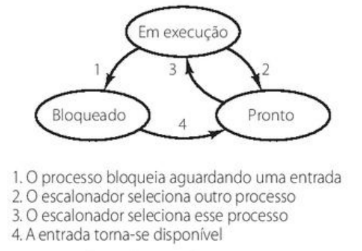 Em execução
1 3 2
Bloqueado Pronto
4
1. O processo bloqueia aguardando uma entrada
2. O escalonador seleciona outro processo
3. O escalonador seleciona esse processo
4. A entrada torna-se disponível